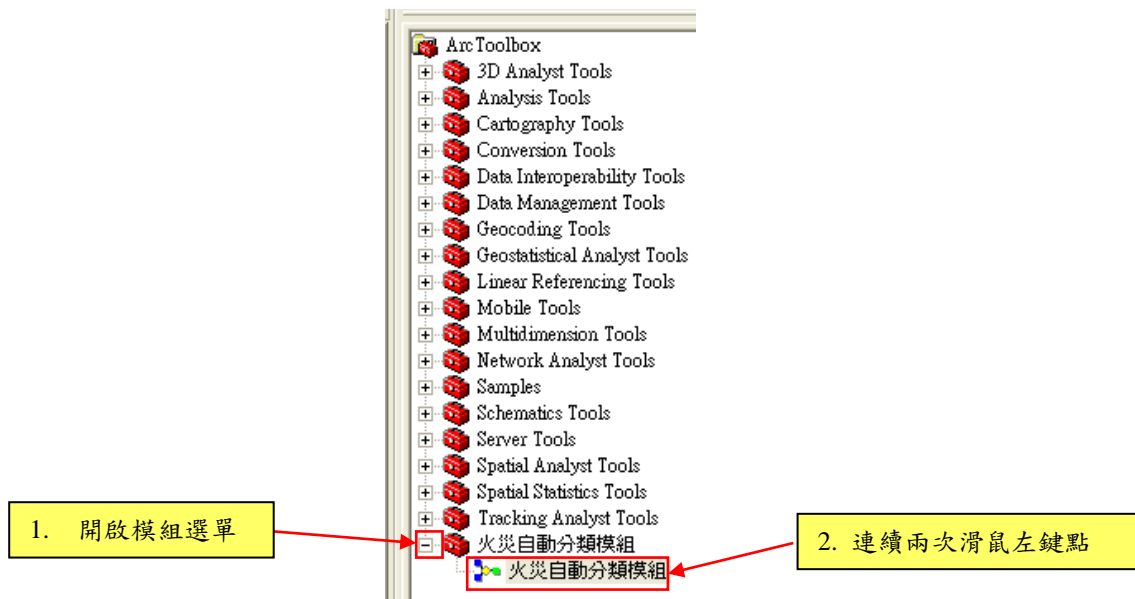 ArcToolbox
3D Analyst Tools
Analysis Tools
Cartography Tools
Conversion Tools
Data Interoperability Tools
Data Management Tools
Geocoding Tools
Geostatistical Analyst Tools
Linear Referencing Tools
Mobile Tools
Multidimension Tools
Network Analyst Tools
Samples
Schematics Tools
Server Tools
Spatial Analyst Tools
Spatial Statistics Tools
Tracking Analyst Tools
1. 開啟模組選單
火災自動分類模組
2. 連續兩次滑鼠左鍵點
火災自動分類模組